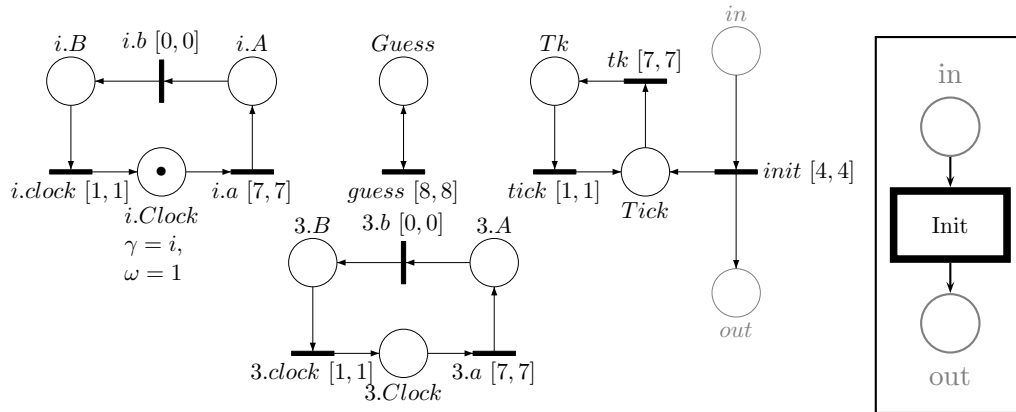 in
i.b [0, 0]
i.B
i.A
Guess
Tk
tk [7, 7]
in
Init
i.clock [1, 1]
i.a [7, 7]
guess [8, 8]
tick [1, 1]
init [4, 4]
i.Clock
Tick
γ = i,
ω = 1
3.B
3.b [0, 0]
3.A
out
3.clock [1, 1]
3.Clock
3.a [7, 7]
out